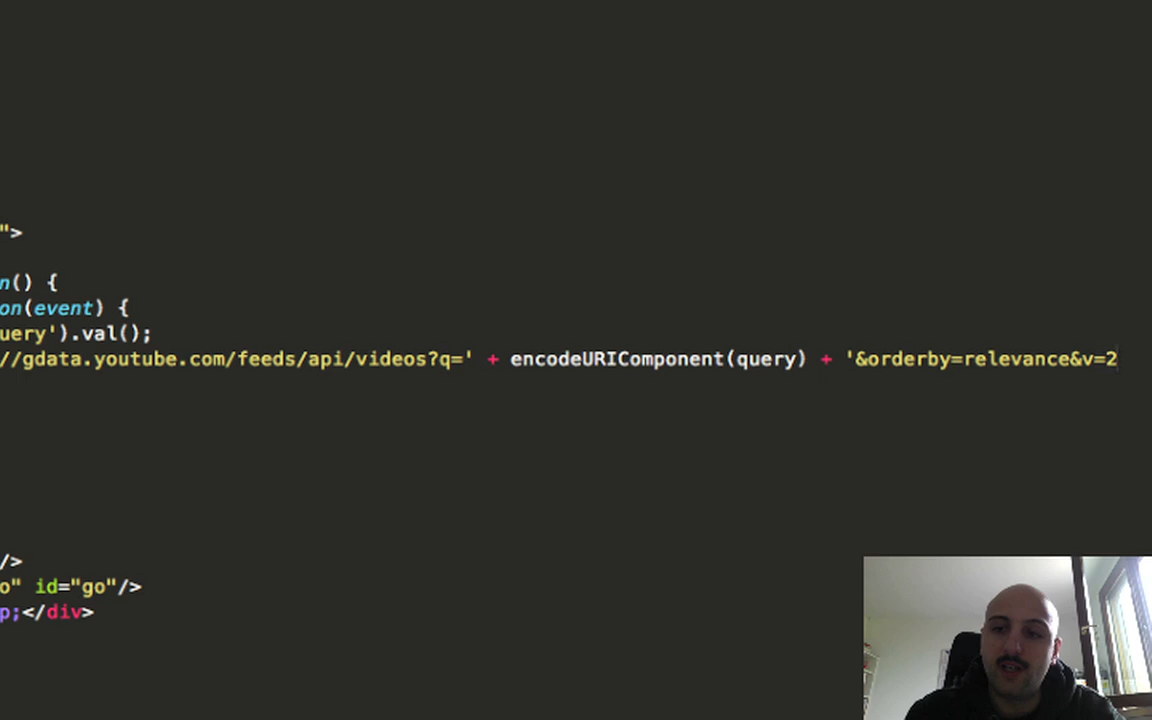 ">
n() {
on(event) {
uery').val();
//gdata.youtube.com/feeds/api/videos?q=' + encodeURIComponent(query) + '&orderby=relevance&v=2
/>
o" id="go"/>
p;</div>